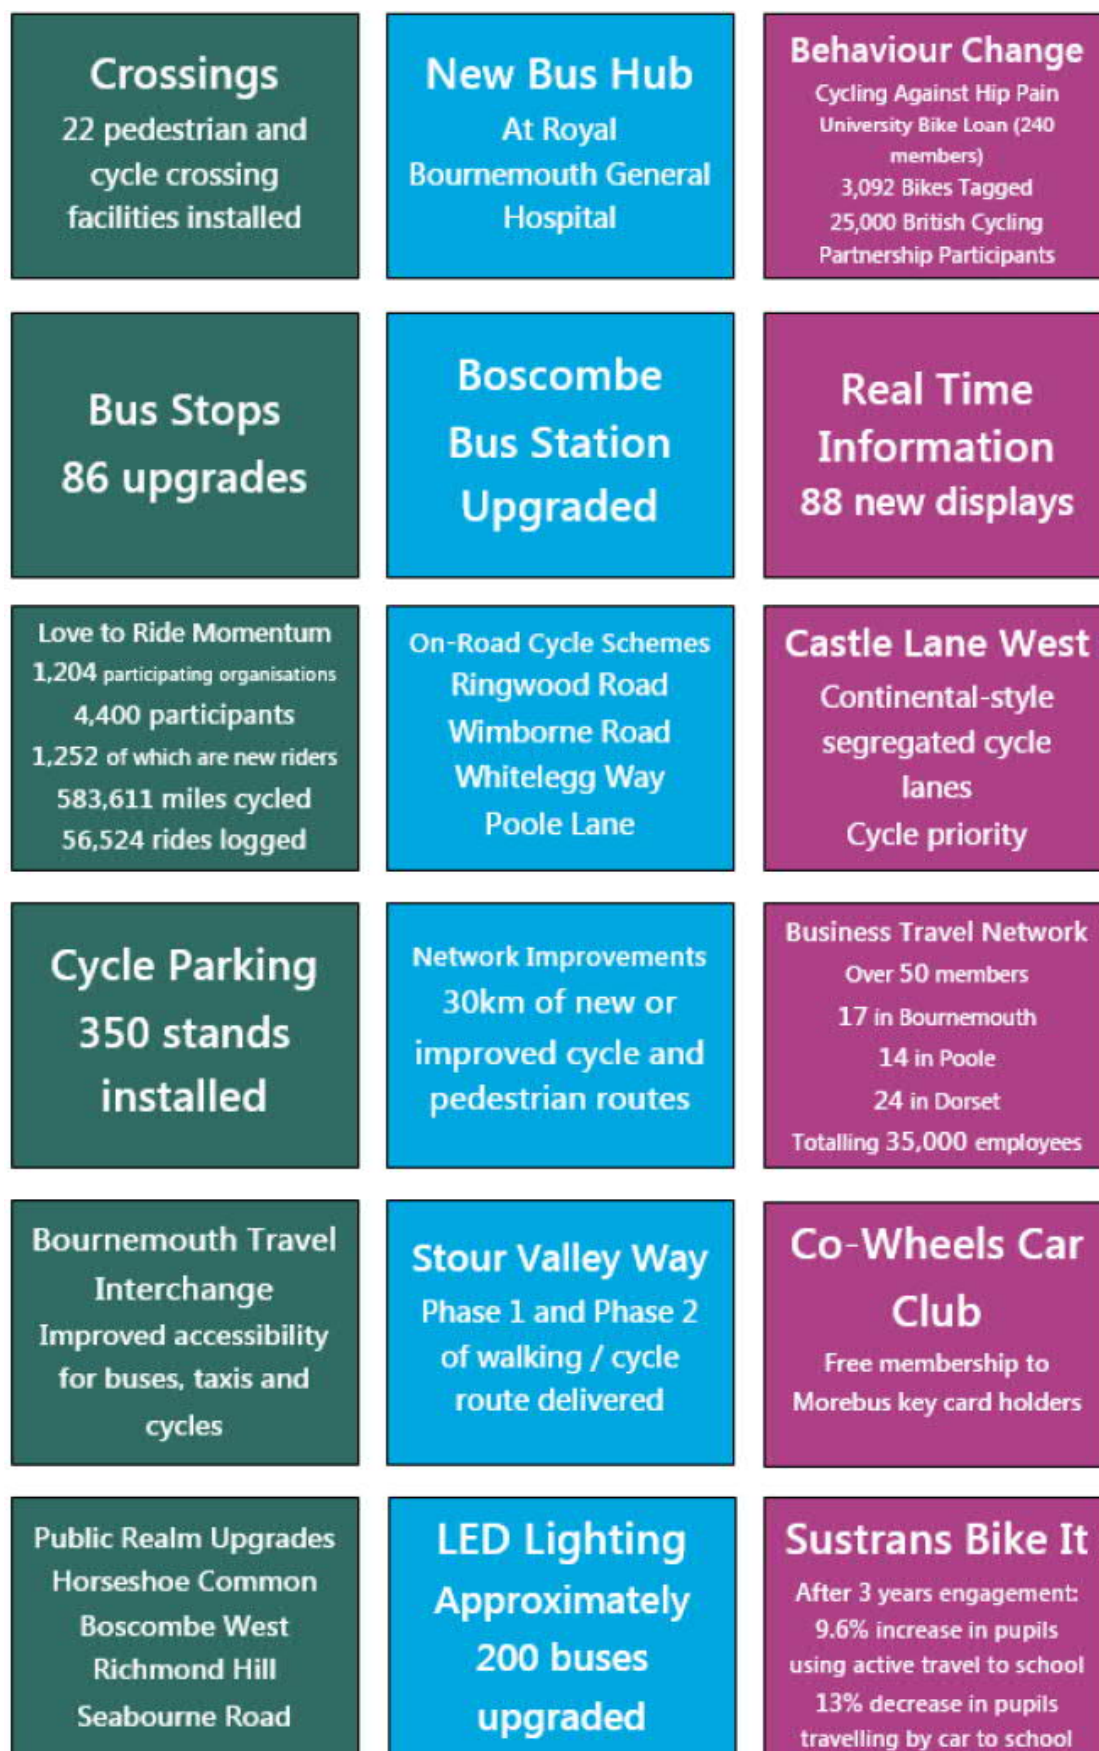 Crossings
22 pedestrian and
cycle crossing
facilities installed
New Bus Hub
At Royal
Bournemouth General
Hospital
Behaviour Change
Cycling Against Hip Pain
University Bike Loan (240
members)
3,092 Bikes Tagged
25,000 British Cycling
Partnership Participants
Bus Stops
86 upgrades
Boscombe
Bus Station
Upgraded
Real Time
Information
88 new displays
Love to Ride Momentum
1,204 participating organisations
4,400 participants
1,252 of which are new riders
583,611 miles cycled
56,524 rides logged
On-Road Cycle Schemes
Ringwood Road
Wimborne Road
Whitelegg Way
Poole Lane
Castle Lane West
Continental-style
segregated cycle
lanes
Cycle priority
Cycle Parking
350 stands
installed
Network Improvements
30km of new or
improved cycle and
pedestrian routes
Business Travel Network
Over 50 members
17 in Bournemouth
14 in Poole
24 in Dorset
Totalling 35,000 employees
Bournemouth Travel
Interchange
Improved accessibility
for buses, taxis and
cycles
Stour Valley Way
Phase 1 and Phase 2
of walking / cycle
route delivered
Co-Wheels Car
Club
Free membership to
Morebus key card holders
Public Realm Upgrades
Horseshoe Common
Boscombe West
Richmond Hill
Seabourne Road
LED Lighting
Approximately
200 buses
upgraded
Sustrans Bike It
After 3 years engagement:
9.6% increase in pupils
using active travel to school
13% decrease in pupils
travelling by car to school